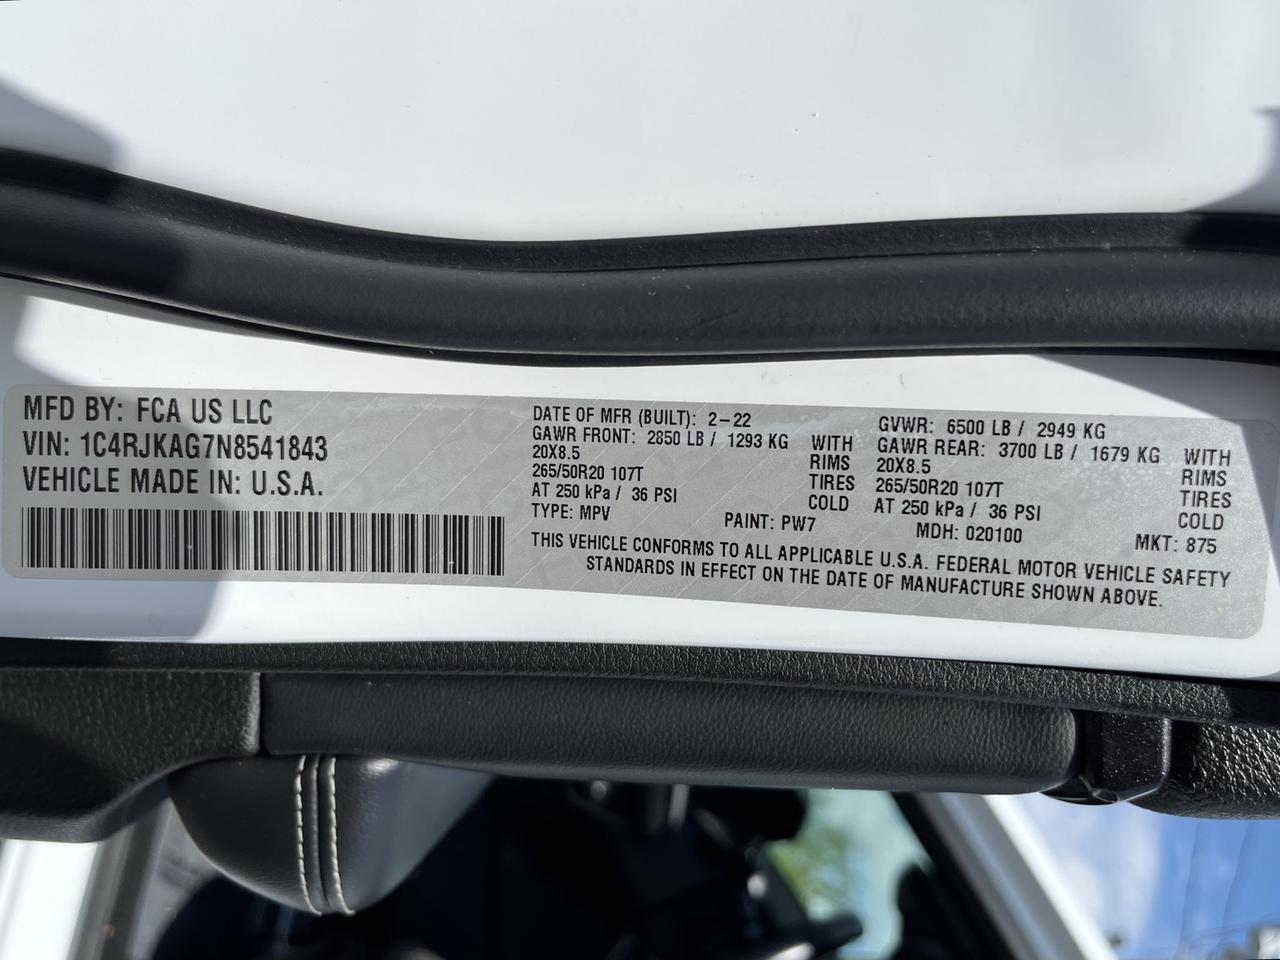 MFD BY: FCA US LLC
VIN: 1C4RJKAG7N8541843
VEHICLE MADE IN: U.S.A.
DATE OF MFR (BUILT): 2-22
GAWR FRONT: 2850 LB / 1293 KG WITH
20X8.5 RIMS
265/50R20 107T TIRES
AT 250 kPa / 36 PSI COLD
TYPE: MPV PAINT: PW7
GVWR: 6500 LB / 2949 KG
GAWR REAR: 3700 LB / 1679 KG WITH
20X8.5 RIMS
265/50R20 107T TIRES
AT 250 kPa / 36 PSI COLD
MDH: 020100 MKT: 875
THIS VEHICLE CONFORMS TO ALL APPLICABLE U.S.A. FEDERAL MOTOR VEHICLE SAFETY
STANDARDS IN EFFECT ON THE DATE OF MANUFACTURE SHOWN ABOVE.